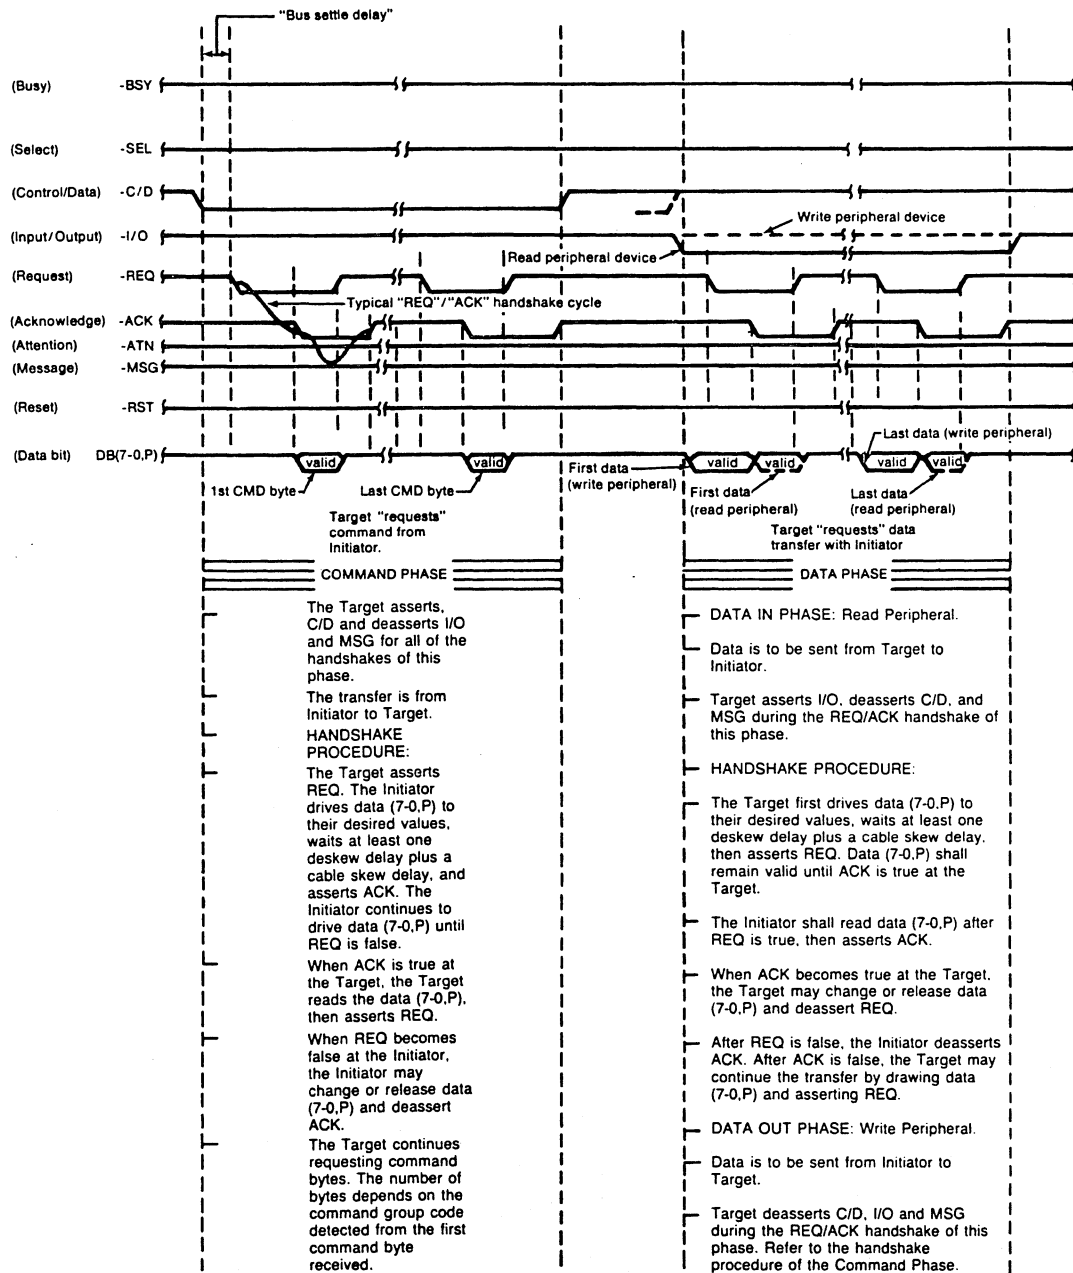 "Bus settle delay"
(Busy) -BSY
(Select) -SEL
(Control/Data) -C/D
Write peripheral device
(Input/Output) -I/O
Read peripheral device
(Request) -REQ
Typical "REQ"/"ACK" handshake cycle
(Acknowledge) -ACK
(Attention) -ATN
(Message) -MSG
(Reset) -RST
Last data (write peripheral)
(Data bit) DB(7-0,P)
valid valid valid valid valid valid
1st CMD byte
Last CMD byte
First data
(write peripheral)
First data
(read peripheral)
Last data
(read peripheral)
Target "requests"
command from
Initiator.
Target "requests" data
transfer with Initiator
COMMAND PHASE
The Target asserts,
C/D and deasserts I/O
and MSG for all of the
handshakes of this
phase.
The transfer is from
Initiator to Target.
HANDSHAKE
PROCEDURE:
The Target asserts
REQ. The Initiator
drives data (7-0,P) to
their desired values,
waits at least one
deskew delay plus a
cable skew delay, and
asserts ACK. The
Initiator continues to
drive data (7-0,P) until
REQ is false.
When ACK is true at
the Target, the Target
reads the data (7-0,P),
then asserts REQ.
When REQ becomes
false at the Initiator,
the Initiator may
change or release data
(7-0,P) and deassert
ACK.
The Target continues
requesting command
bytes. The number of
bytes depends on the
command group code
detected from the first
command byte
received.
DATA PHASE
DATA IN PHASE: Read Peripheral.
Data is to be sent from Target to
Initiator.
Target asserts I/O, deasserts C/D, and
MSG during the REQ/ACK handshake of
this phase.
HANDSHAKE PROCEDURE:
The Target first drives data (7-0,P) to
their desired values, waits at least one
deskew delay plus a cable skew delay,
then asserts REQ. Data (7-0,P) shall
remain valid until ACK is true at the
Target.
The Initiator shall read data (7-0,P) after
REQ is true, then asserts ACK.
When ACK becomes true at the Target,
the Target may change or release data
(7-0,P) and deassert REQ.
After REQ is false, the Initiator deasserts
ACK. After ACK is false, the Target may
continue the transfer by drawing data
(7-0,P) and asserting REQ.
DATA OUT PHASE: Write Peripheral.
Data is to be sent from Initiator to
Target.
Target deasserts C/D, I/O and MSG
during the REQ/ACK handshake of this
phase. Refer to the handshake
procedure of the Command Phase.